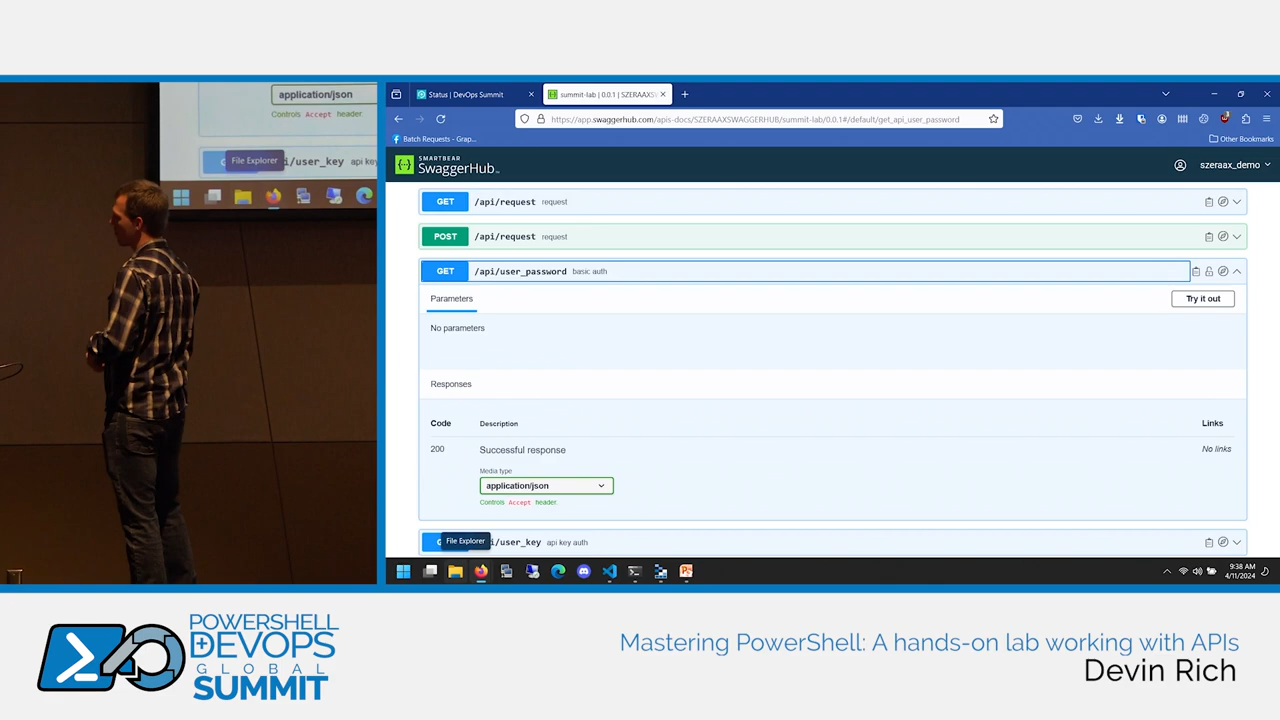 application/json
Controls Accept header
File Explorer
i/user_key api key
Status | DevOps Summit
summit-lab | 0.0.1 | SZERAAXS
https://app.swaggerhub.com/apis-docs/SZERAAXSWAGGERHUB/summit-lab/0.0.1#/default/get_api_user_password
Batch Requests - Grap...
Other Bookmarks
SMARTBEAR
SwaggerHub
szeraax_demo
GET /api/request request
POST /api/request request
GET /api/user_password basic auth
Parameters
Try it out
No parameters
Responses
Code Description Links
200 Successful response No links
Media type
application/json
Controls Accept header.
File Explorer
i/user_key api key auth
9:38 AM
4/11/2024
POWERSHELL
+DEVOPS
GLOBAL
SUMMIT
Mastering PowerShell: A hands-on lab working with APIs
Devin Rich